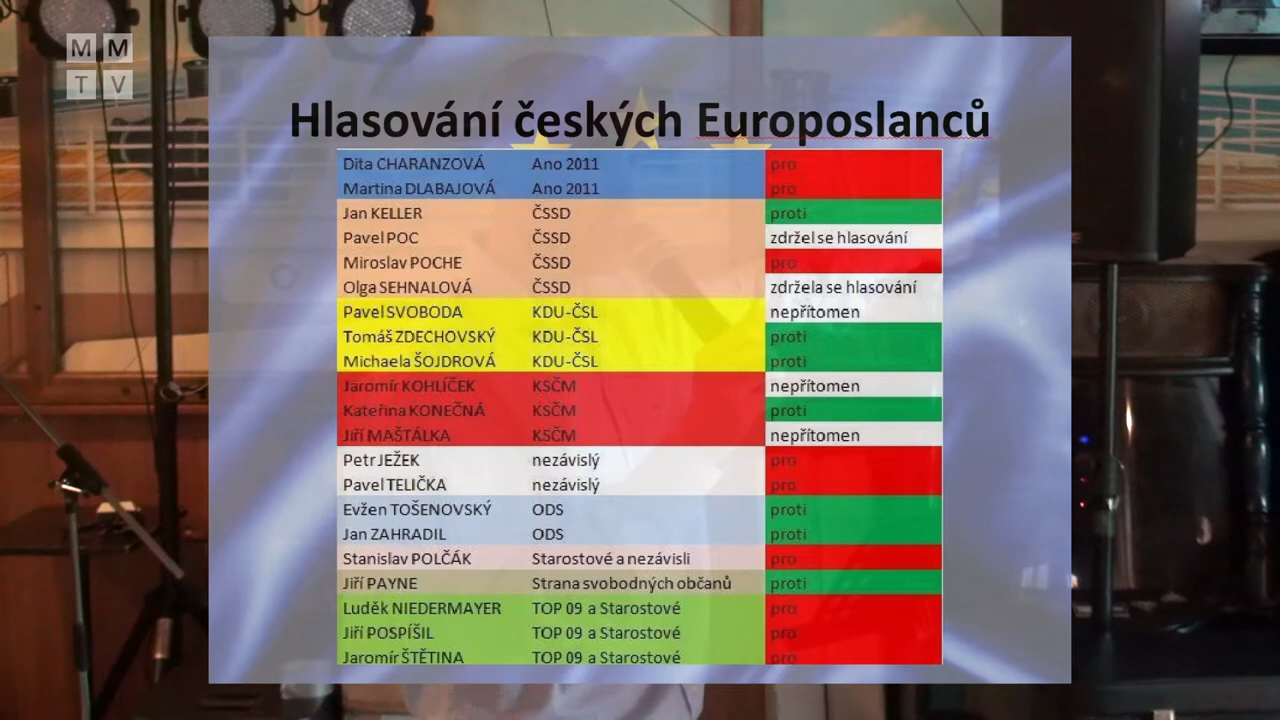 MM
TV
Hlasování českých Europoslanců
Dita CHARANZOVÁ Ano 2011 pro
Martina DLABAJOVÁ Ano 2011 pro
Jan KELLER ČSSD proti
Pavel POC ČSSD zdržel se hlasování
Miroslav POCHE ČSSD pro
Olga SEHNALOVÁ ČSSD zdržela se hlasování
Pavel SVOBODA KDU-ČSL nepřítomen
Tomáš ZDECHOVSKÝ KDU-ČSL proti
Michaela ŠOJDROVÁ KDU-ČSL proti
Jaromír KOHLÍČEK KSČM nepřítomen
Kateřina KONEČNÁ KSČM proti
Jiří MAŠTÁLKA KSČM nepřítomen
Petr JEŽEK nezávislý pro
Pavel TELIČKA nezávislý pro
Evžen TOŠENOVSKÝ ODS proti
Jan ZAHRADIL ODS proti
Stanislav POLČÁK Starostové a nezávisli pro
Jiří PAYNE Strana svobodných občanů proti
Luděk NIEDERMAYER TOP 09 a Starostové pro
Jiří POSPÍŠIL TOP 09 a Starostové pro
Jaromír ŠTĚTINA TOP 09 a Starostové pro